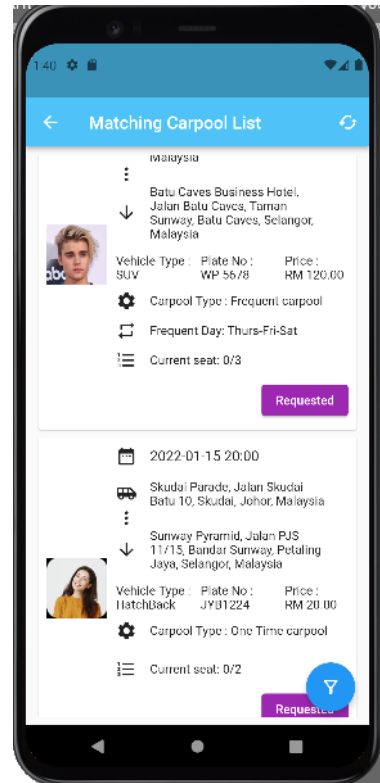 1:40
Matching Carpool List
Malaysia
Batu Caves Business Hotel,
Jalan Batu Caves, Taman
Sunway, Batu Caves, Selangor,
Malaysia
Vehicle Type : Plate No : Price :
SUV WP 5678 RM 120.00
Carpool Type : Frequent carpool
Frequent Day: Thurs-Fri-Sat
Current seat: 0/3
Requested
2022-01-15 20:00
Skudai Parade, Jalan Skudai
Batu 10, Skudai, Johor, Malaysia
Sunway Pyramid, Jalan PJS
11/15, Bandar Sunway, Petaling
Jaya, Selangor, Malaysia
Vehicle Type : Plate No : Price :
HatchBack JYB1224 RM 20.00
Carpool Type : One Time carpool
Current seat: 0/2
Requested